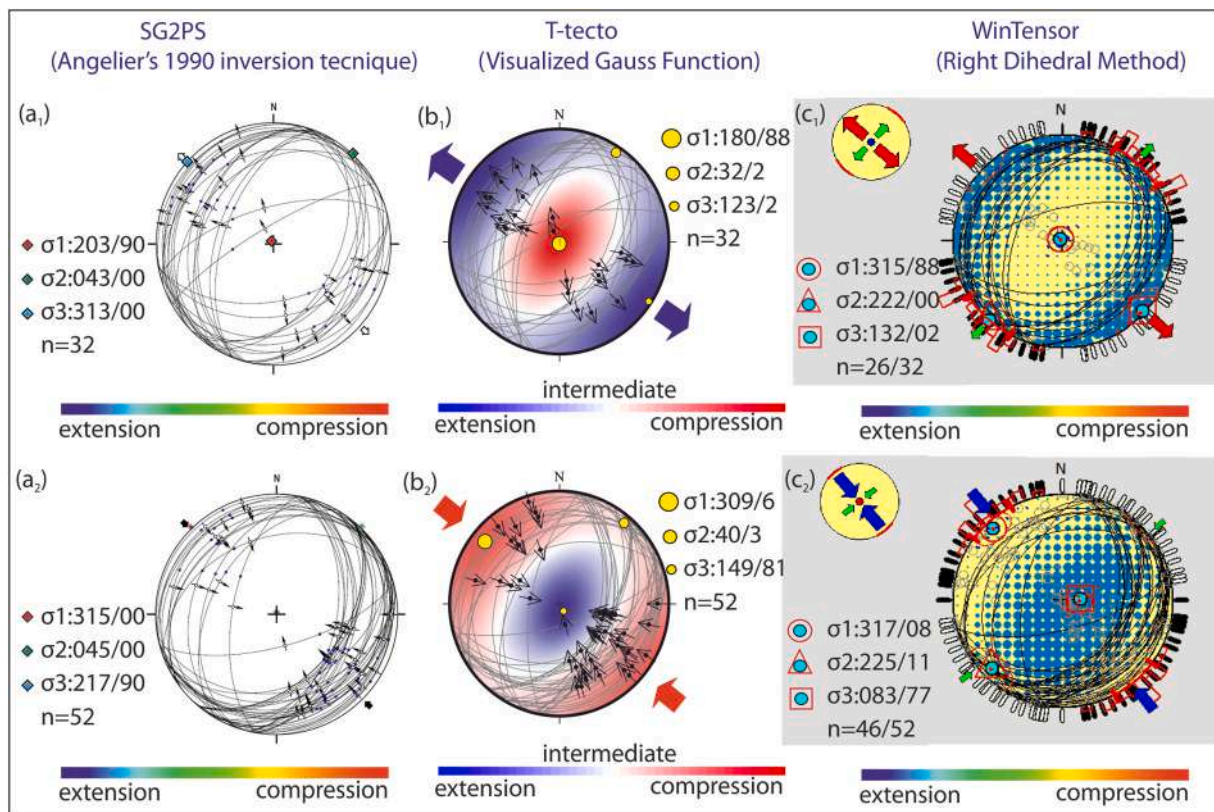 SG2PS
(Angelier's 1990 inversion tecnique)
T-tecto
(Visualized Gauss Function)
WinTensor
(Right Dihedral Method)
(a1)
N
σ1:203/90
σ2:043/00
σ3:313/00
n=32
extension
compression
(b1)
N
σ1:180/88
σ2:32/2
σ3:123/2
n=32
intermediate
extension
compression
(c1)
N
σ1:315/88
σ2:222/00
σ3:132/02
n=26/32
extension
compression
(a2)
N
σ1:315/00
σ2:045/00
σ3:217/90
n=52
extension
compression
(b2)
N
σ1:309/6
σ2:40/3
σ3:149/81
n=52
intermediate
extension
compression
(c2)
N
σ1:317/08
σ2:225/11
σ3:083/77
n=46/52
extension
compression